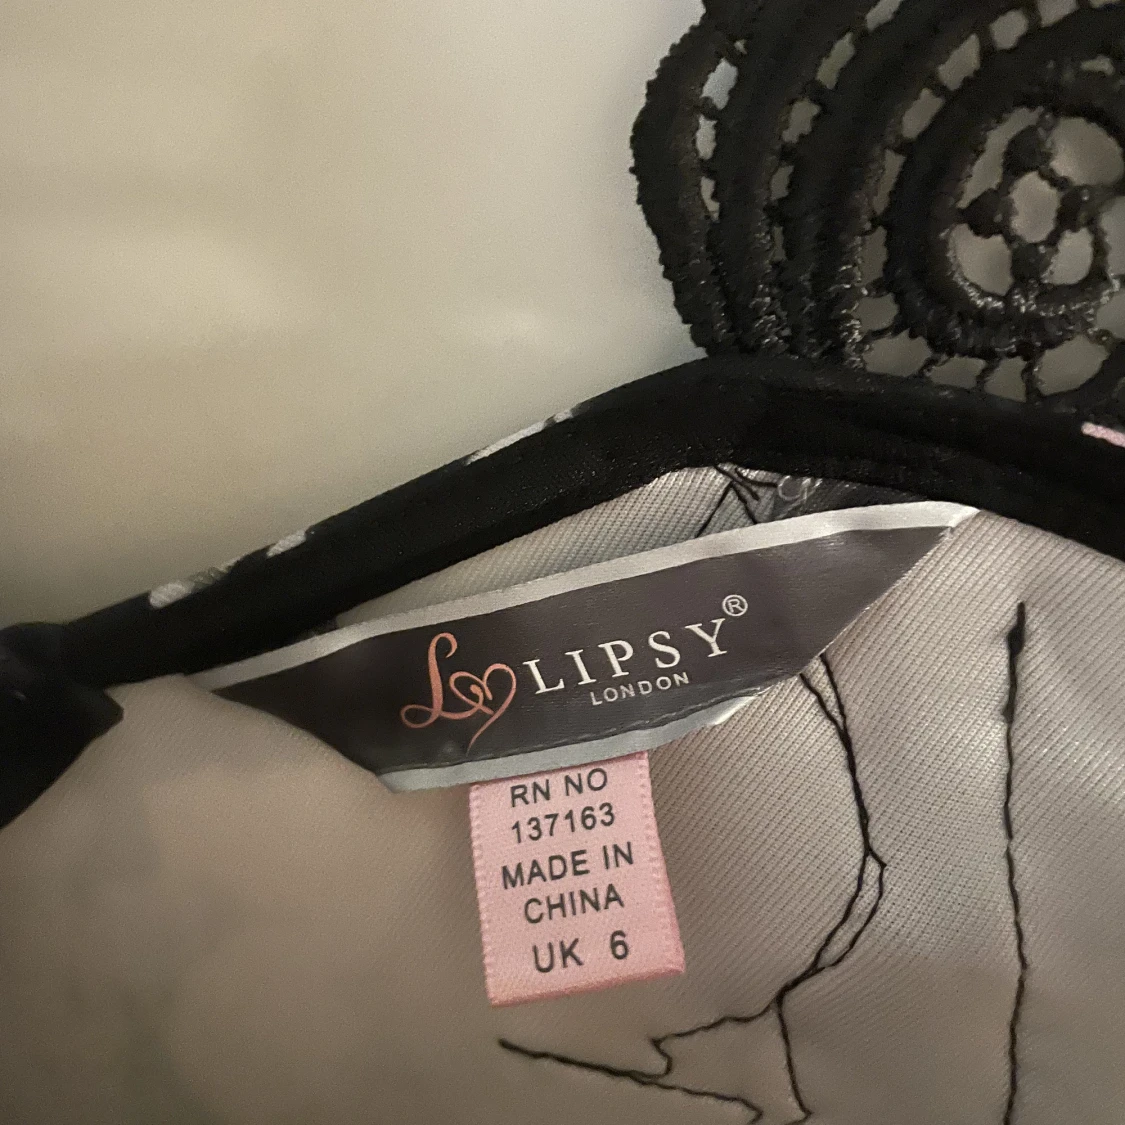 LIPSY®
LONDON
RN NO
137163
MADE IN
CHINA
UK 6